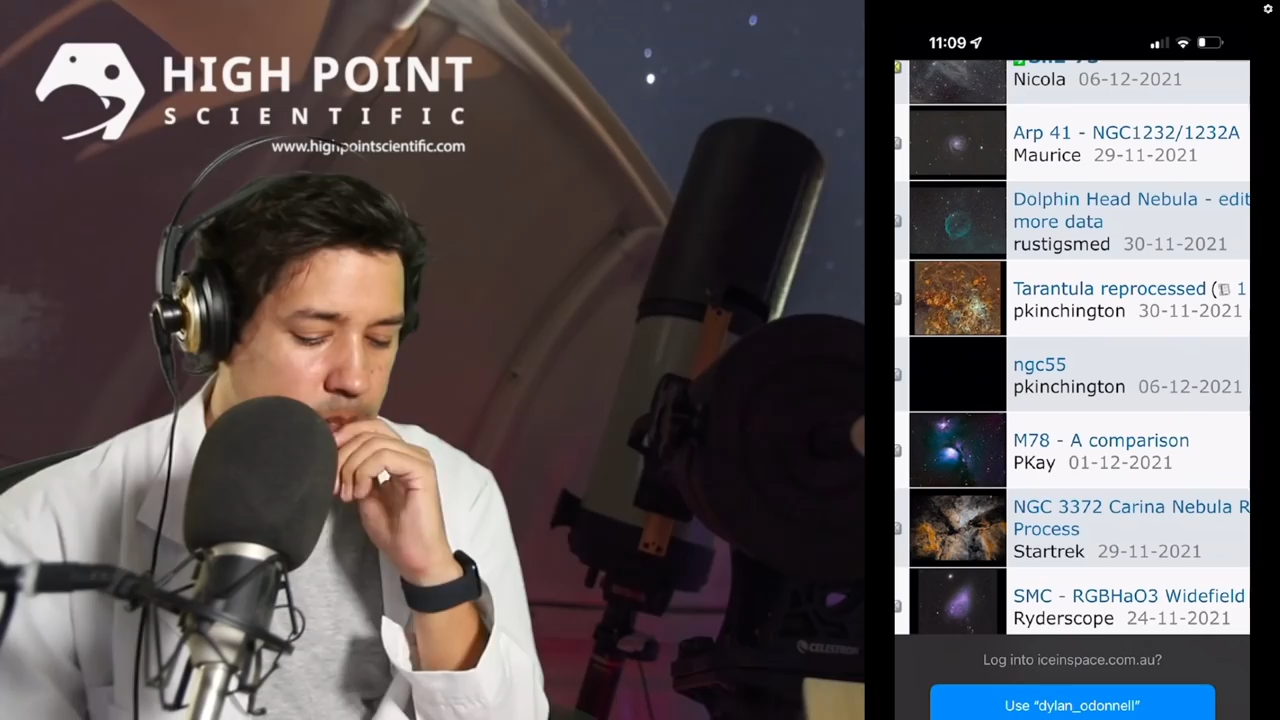 HIGH POINT
SCIENTIFIC
www.highpointscientific.com
CELESTRON
11:09
Nicola 06-12-2021
Arp 41 - NGC1232/1232A
Maurice 29-11-2021
Dolphin Head Nebula - edit
more data
rustigsmed 30-11-2021
Tarantula reprocessed ( 1
pkinchington 30-11-2021
ngc55
pkinchington 06-12-2021
M78 - A comparison
PKay 01-12-2021
NGC 3372 Carina Nebula R
Process
Startrek 29-11-2021
SMC - RGBHaO3 Widefield
Ryderscope 24-11-2021
Log into iceinspace.com.au?
Use “dylan_odonnell”